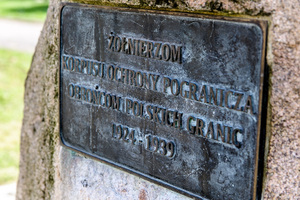 ŻOŁNIERZOM
KORPUSU OCHRONY POGRANICZA
OBROŃCOM POLSKICH GRANIC
1924-1939